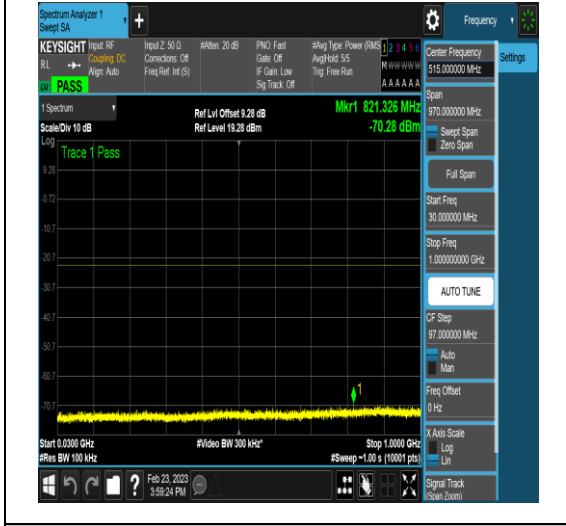 Spectrum Analyzer 1
Swept SA
+
Frequency
KEYSIGHT
RL
PASS
Input: RF
Coupling: DC
Align: Auto
Input Z: 50 Ω
Corrections: Off
Freq Ref: Int (S)
#Atten: 20 dB
PNO: Fast
Gate: Off
IF Gain: Low
Sig Track: Off
#Avg Type: Power (RMS
Avg|Hold: 5/5
Trig: Free Run
1 2 3 4 5 6
M W W W W W
A A A A A A
Center Frequency
515.000000 MHz
Settings
Span
970.000000 MHz
Swept Span
Zero Span
Full Span
Start Freq
30.000000 MHz
Stop Freq
1.000000000 GHz
AUTO TUNE
CF Step
97.000000 MHz
Auto
Man
Freq Offset
0 Hz
X Axis Scale
Log
Lin
Signal Track
(Span Zoom)
1 Spectrum
Scale/Div 10 dB
Ref Lvl Offset 9.28 dB
Ref Level 19.28 dBm
Mkr1 821.326 MHz
-70.28 dBm
Log
Trace 1 Pass
9.28
-0.72
-10.7
-20.7
-30.7
-40.7
-50.7
-60.7
-70.7
1
Start 0.0300 GHz
#Res BW 100 kHz
#Video BW 300 kHz*
Stop 1.0000 GHz
#Sweep ~1.00 s (10001 pts)
?
Feb 23, 2023
3:59:24 PM